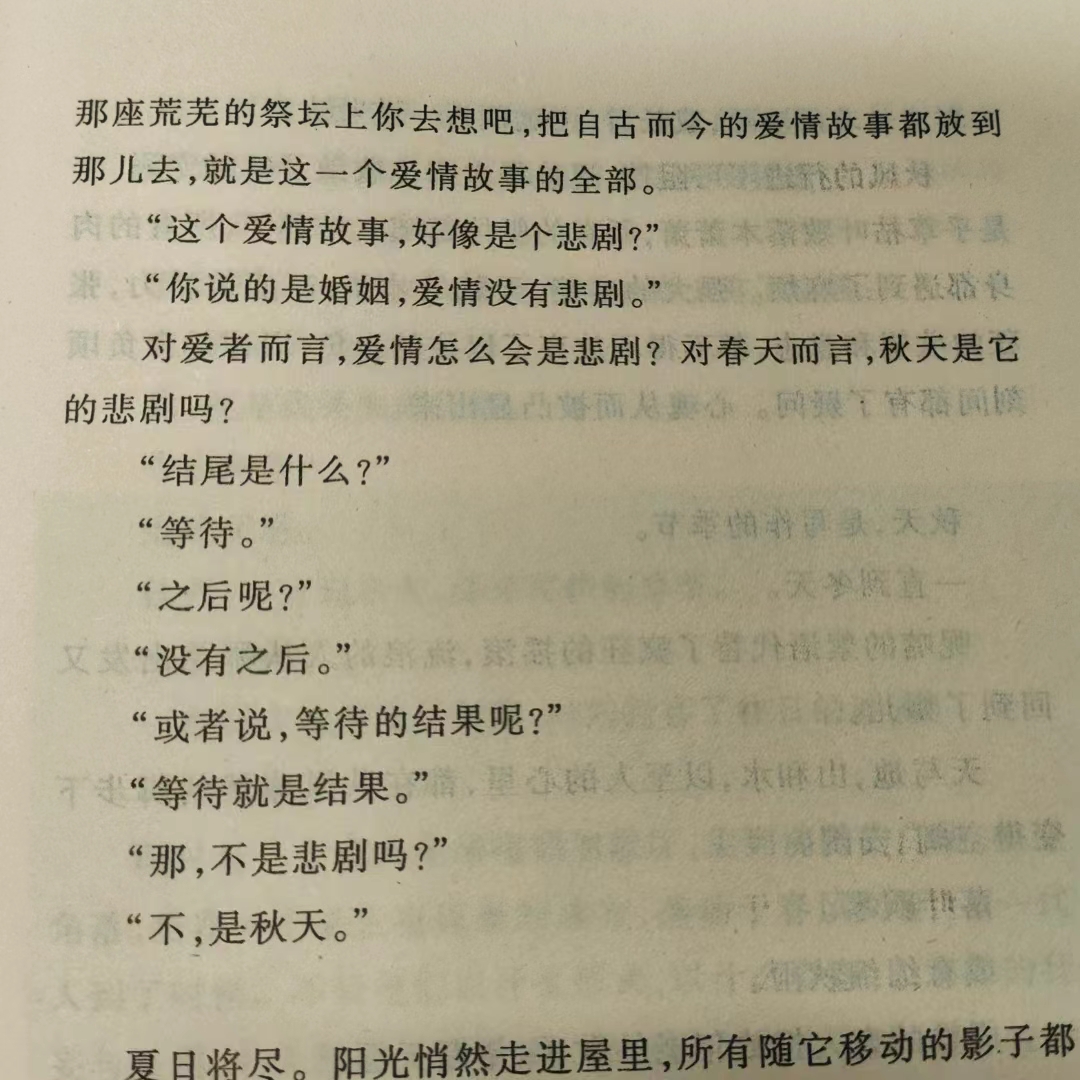 那座荒芜的祭坛上你去想吧,把自古而今的爱情故事都放到
那儿去,就是这一个爱情故事的全部。
“这个爱情故事,好像是个悲剧?”
“你说的是婚姻,爱情没有悲剧。”
对爱者而言,爱情怎么会是悲剧? 对春天而言,秋天是它
的悲剧吗?
“结尾是什么?”
“等待。”
“之后呢?”
“没有之后。”
“或者说,等待的结果呢?”
“等待就是结果。”
“那,不是悲剧吗?”
“不,是秋天。”
夏日将尽。阳光悄然走进屋里,所有随它移动的影子都